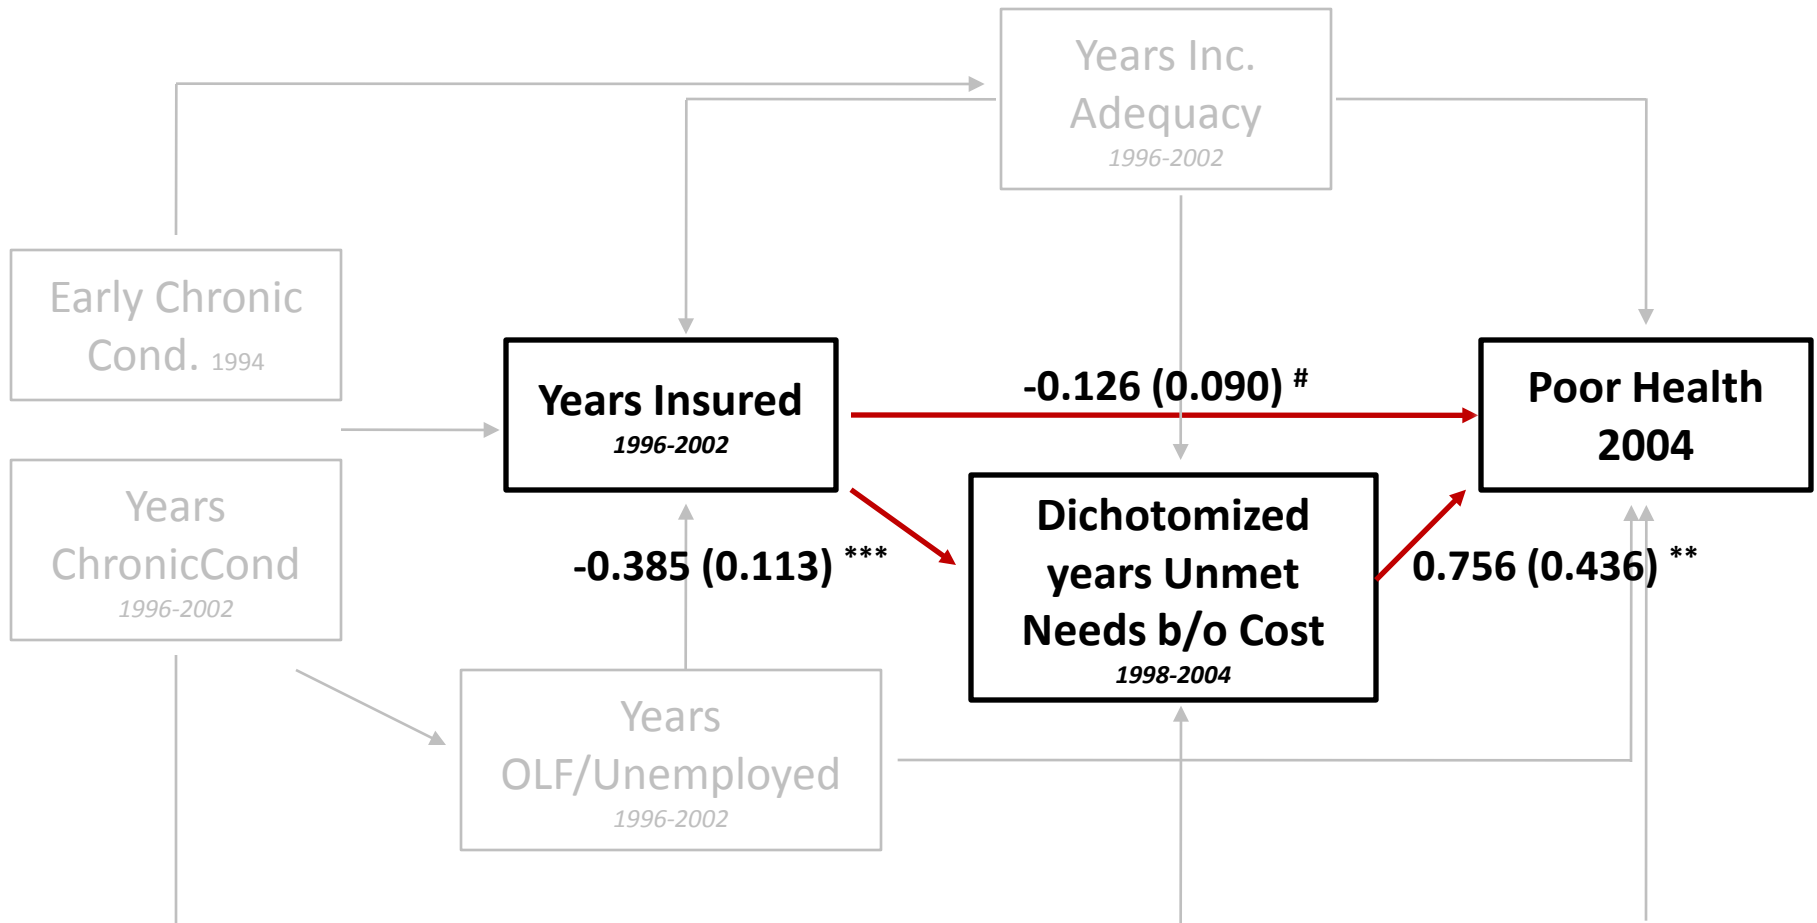 Years Inc.
Adequacy
1996-2002
Early Chronic
Cond. 1994
Years Insured
1996-2002
-0.126 (0.090) #
Poor Health
2004
Years
ChronicCond
1996-2002
-0.385 (0.113) ***
Dichotomized
years Unmet
Needs b/o Cost
1998-2004
0.756 (0.436) **
Years
OLF/Unemployed
1996-2002